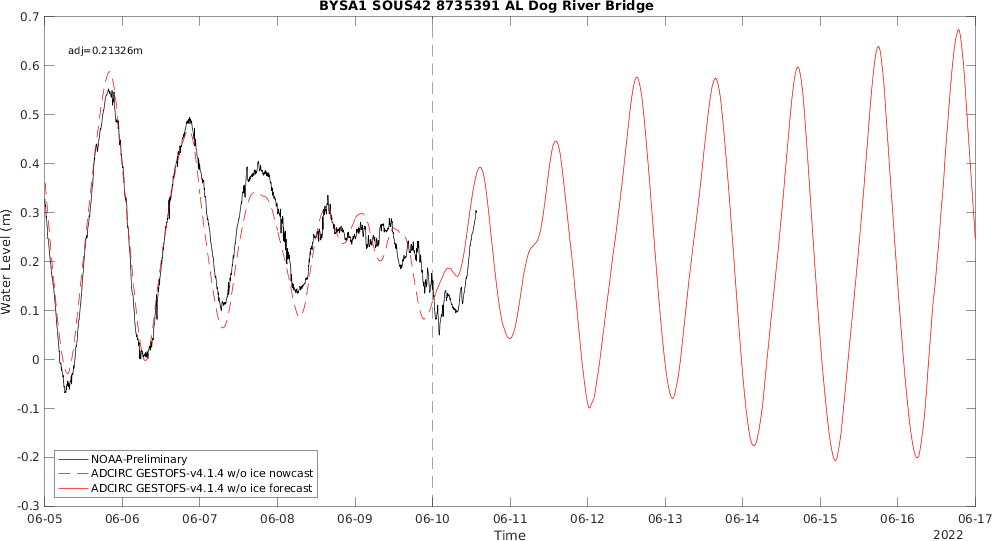 BYSA1 SOUS42 8735391 AL Dog River Bridge
adj=0.21326m
0.7
0.6
0.5
0.4
0.3
0.2
0.1
0
-0.1
-0.2
-0.3
Water Level (m)
NOAA-Preliminary
ADCIRC GESTOFS-v4.1.4 w/o ice nowcast
ADCIRC GESTOFS-v4.1.4 w/o ice forecast
06-05 06-06 06-07 06-08 06-09 06-10 06-11 06-12 06-13 06-14 06-15 06-16 06-17
Time
2022